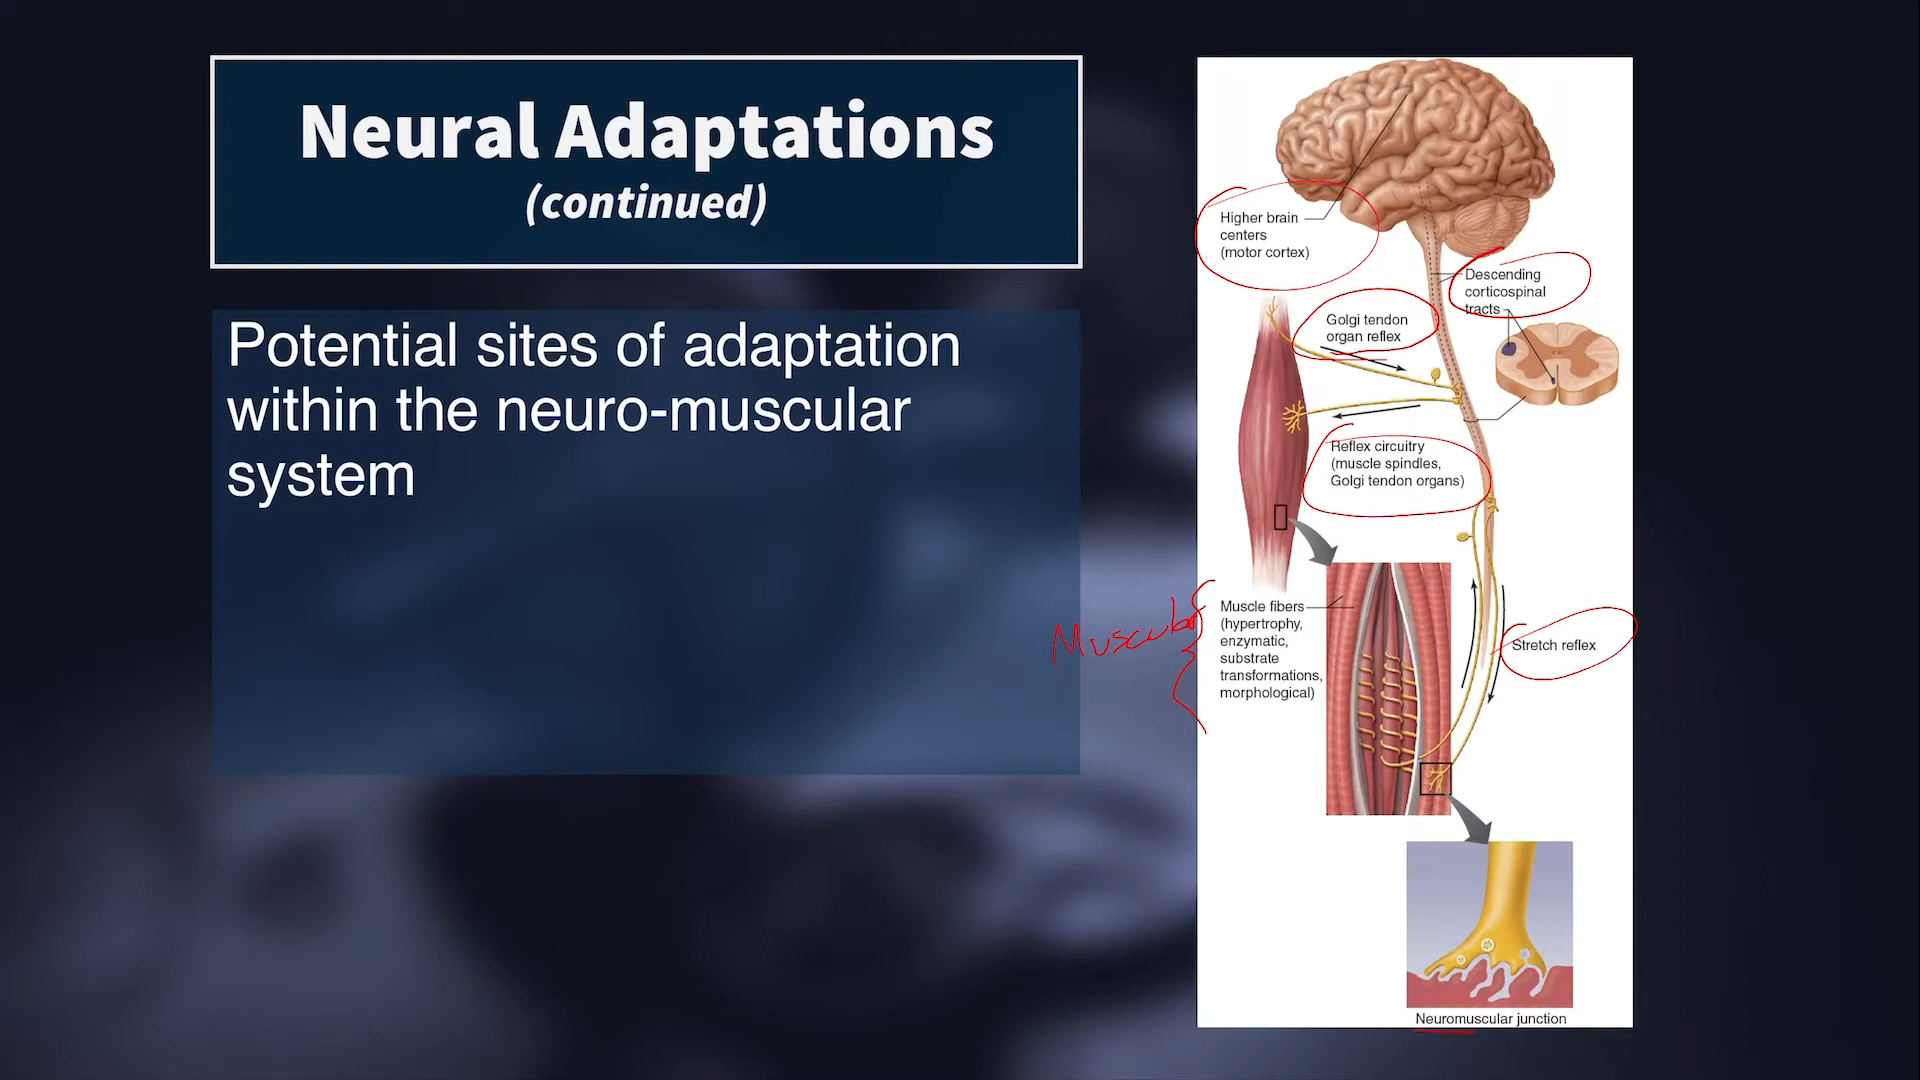 Neural Adaptations
(continued)
Potential sites of adaptation
within the neuro-muscular
system
Higher brain
centers
(motor cortex)
Descending
corticospinal
tracts
Golgi tendon
organ reflex
Reflex circuitry
(muscle spindles,
Golgi tendon organs)
Muscular
Muscle fibers
(hypertrophy,
enzymatic,
substrate
transformations,
morphological)
Stretch reflex
Neuromuscular junction